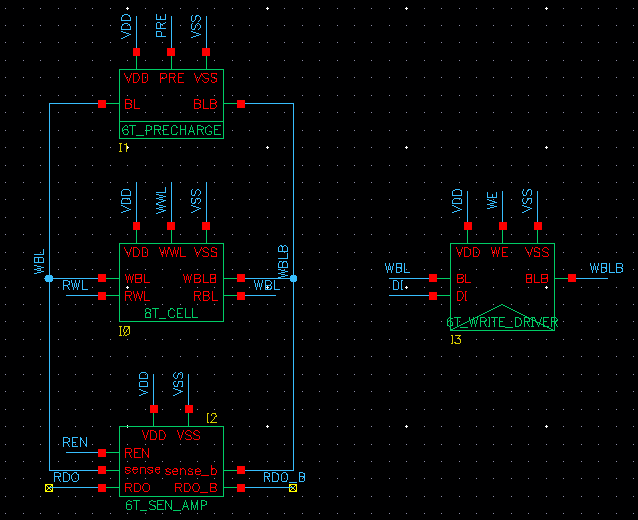 VDD PRE VSS
VDD PRE VSS
BL BLB
6T_PRECHARGE
I1
VDD WWL VSS
VDD WWL VSS
WBL WBL WBLB WBLB
RWL RWL RBL WBL
8T_CELL
I0
VDD VSS
I2
VDD VSS
REN REN
sense sense_b
RDO RDO RDO_B RDO_B
6T_SEN_AMP
VDD WE VSS
VDD WE VSS
WBL BL BLB WBLB
DI DI
6T_WRITE_DRIVER
I3